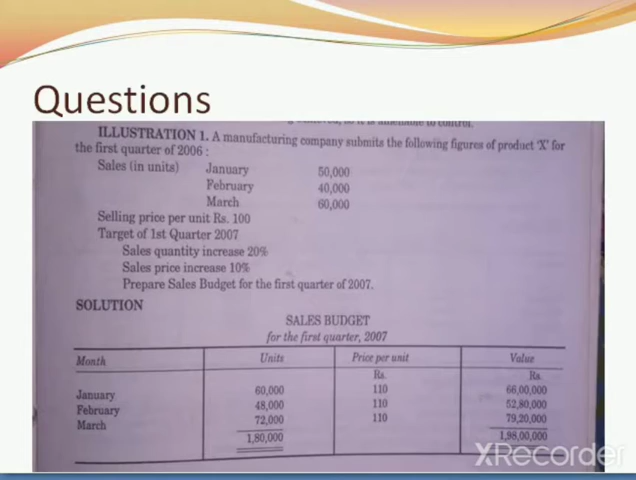 Questions
to control.
ILLUSTRATION 1. A manufacturing company submits the following figures of product 'X' for
the first quarter of 2006 :
Sales (in units) January 50,000
February 40,000
March 60,000
Selling price per unit Rs. 100
Target of 1st Quarter 2007
Sales quantity increase 20%
Sales price increase 10%
Prepare Sales Budget for the first quarter of 2007.
SOLUTION
SALES BUDGET
for the first quarter, 2007
Month Units Price per unit Value
Rs. Rs.
January 60,000 110 66,00,000
February 48,000 110 52,80,000
March 72,000 110 79,20,000
1,80,000 1,98,00,000
XRecorder